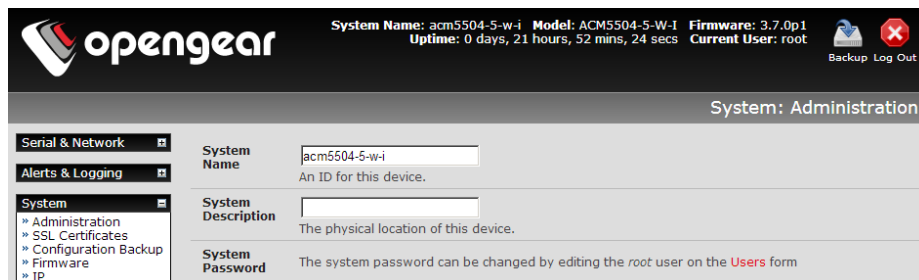 opengear
System Name: acm5504-5-w-i Model: ACM5504-5-W-I Firmware: 3.7.0p1
Uptime: 0 days, 21 hours, 52 mins, 24 secs Current User: root
Backup Log Out
System: Administration
Serial & Network
Alerts & Logging
System
» Administration
» SSL Certificates
» Configuration Backup
» Firmware
» IP
System
Name
acm5504-5-w-i
An ID for this device.
System
Description
The physical location of this device.
System
Password
The system password can be changed by editing the root user on the Users form